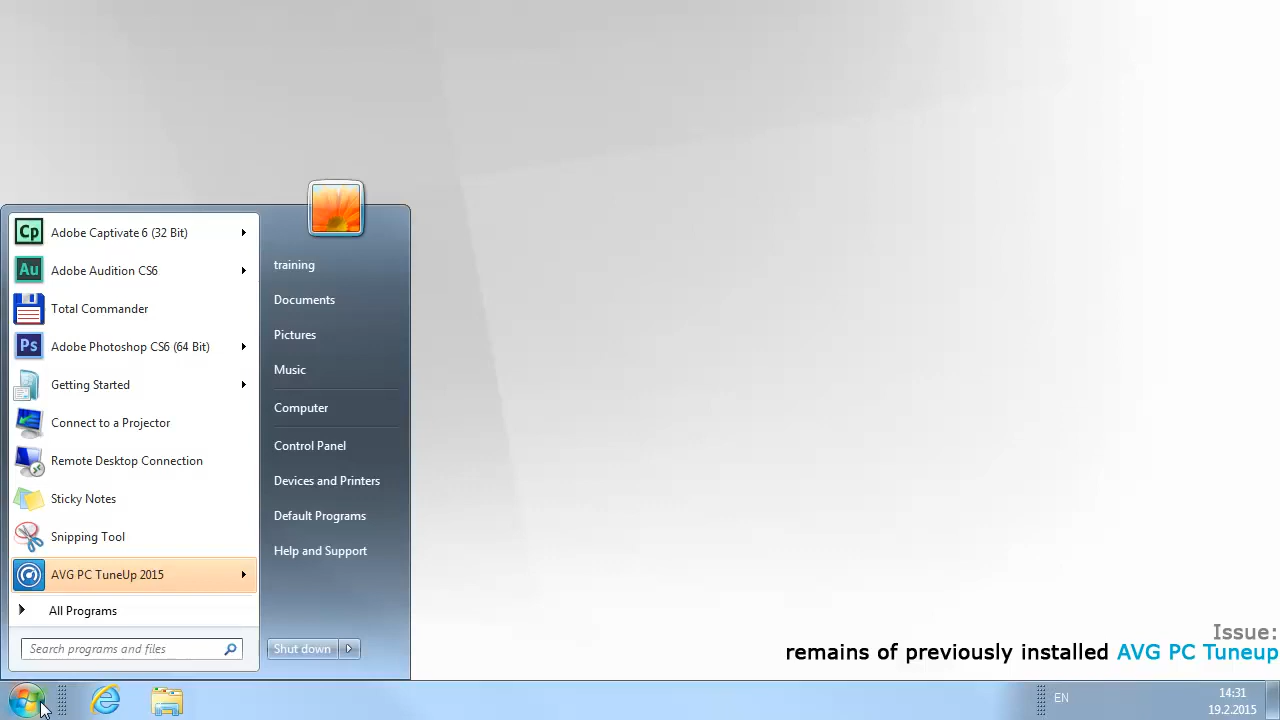 Cp Adobe Captivate 6 (32 Bit)
Au Adobe Audition CS6
Total Commander
Ps Adobe Photoshop CS6 (64 Bit)
Getting Started
Connect to a Projector
Remote Desktop Connection
Sticky Notes
Snipping Tool
AVG PC TuneUp 2015
All Programs
Search programs and files
training
Documents
Pictures
Music
Computer
Control Panel
Devices and Printers
Default Programs
Help and Support
Shut down
Issue:
remains of previously installed AVG PC Tuneup
EN
14:31
19.2.2015